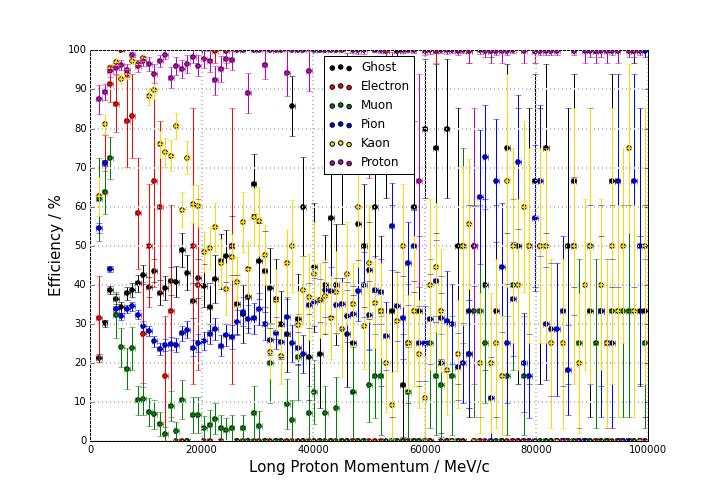 100
90
80
70
60
50
40
30
20
10
0
Efficiency / %
Ghost
Electron
Muon
Pion
Kaon
Proton
0 20000 40000 60000 80000 100000
Long Proton Momentum / MeV/c